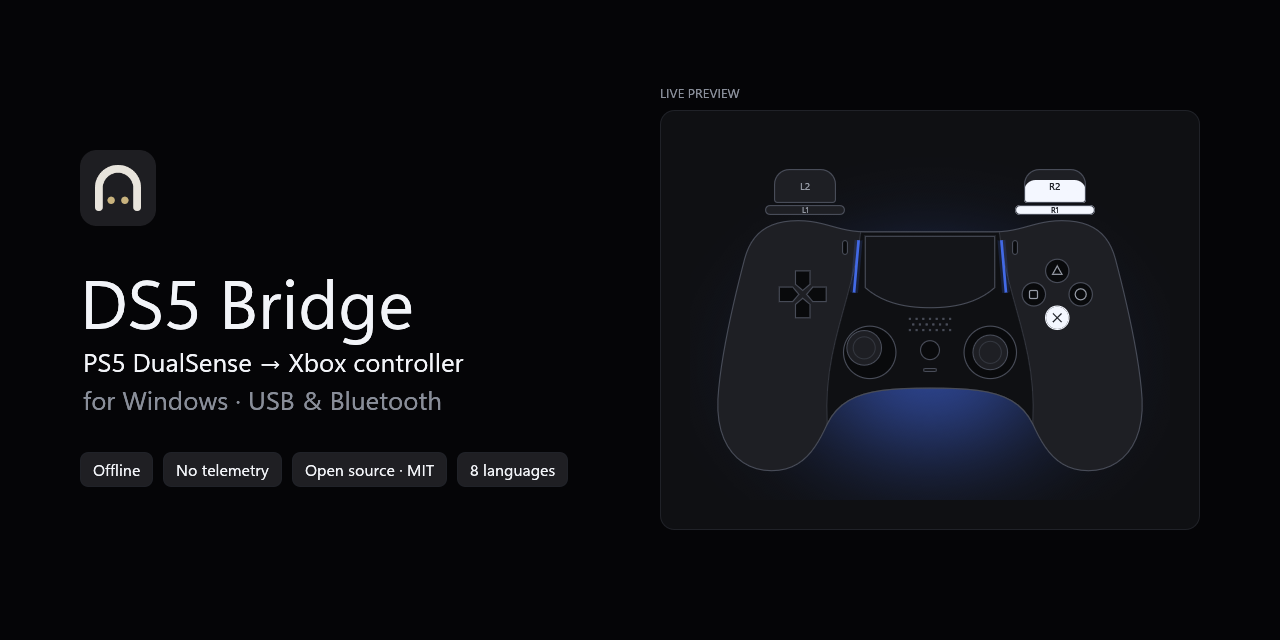 DS5 Bridge
PS5 DualSense → Xbox controller
for Windows · USB & Bluetooth
Offline
No telemetry
Open source · MIT
8 languages
LIVE PREVIEW
L2
L1
R2
R1